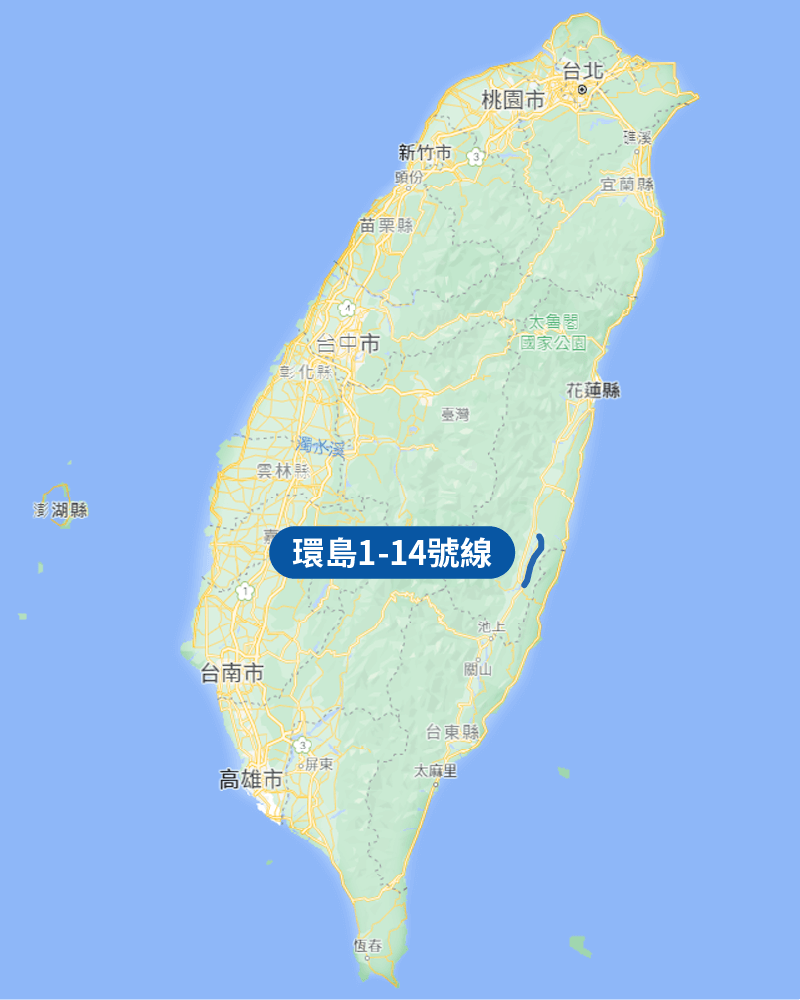 台北
桃園市
礁溪
新竹市
3
頭份
宜蘭縣
苗栗縣
4
太魯閣
國家公園
台中市
彰化縣
花蓮縣
臺灣
濁水溪
雲林縣
澎湖縣
環島1-14號線
1
池上
關山
台南市
台東縣
3
屏東
太麻里
高雄市
恆春